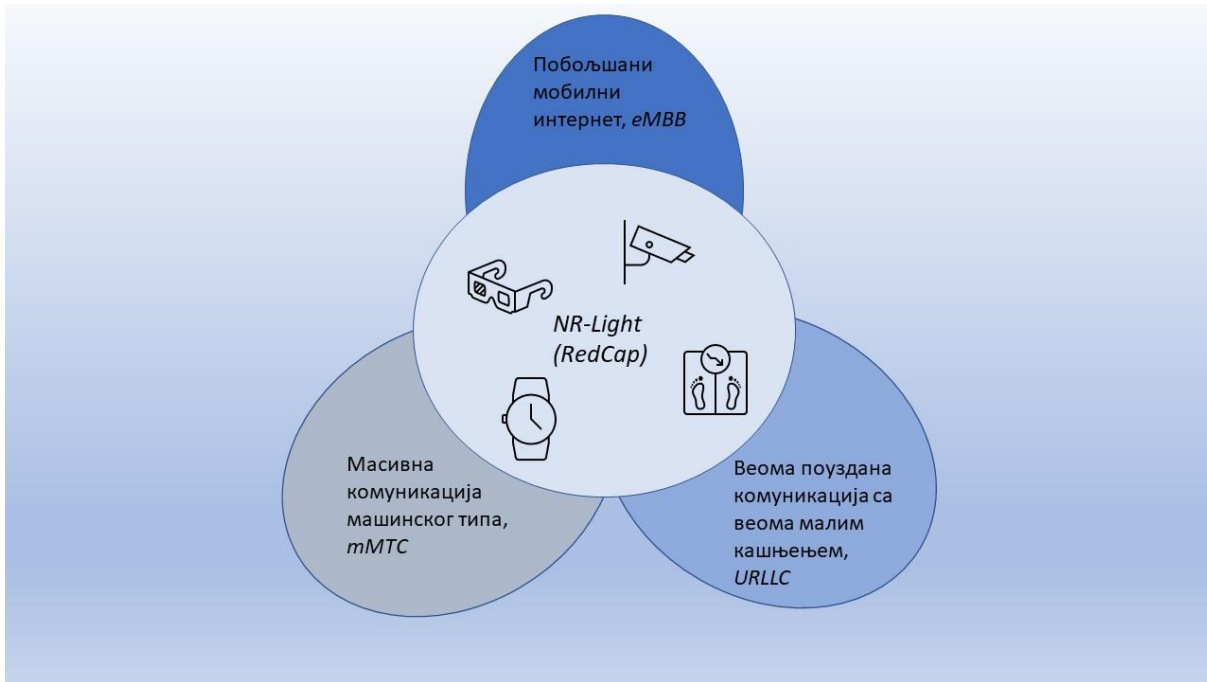 Побољшани
мобилни
интернет, eMBB
NR-Light
(RedCap)
Масивна
комуникација
машинског типа,
mMTC
Веома поуздана
комуникација са
веома малим
кашњењем,
URLLC